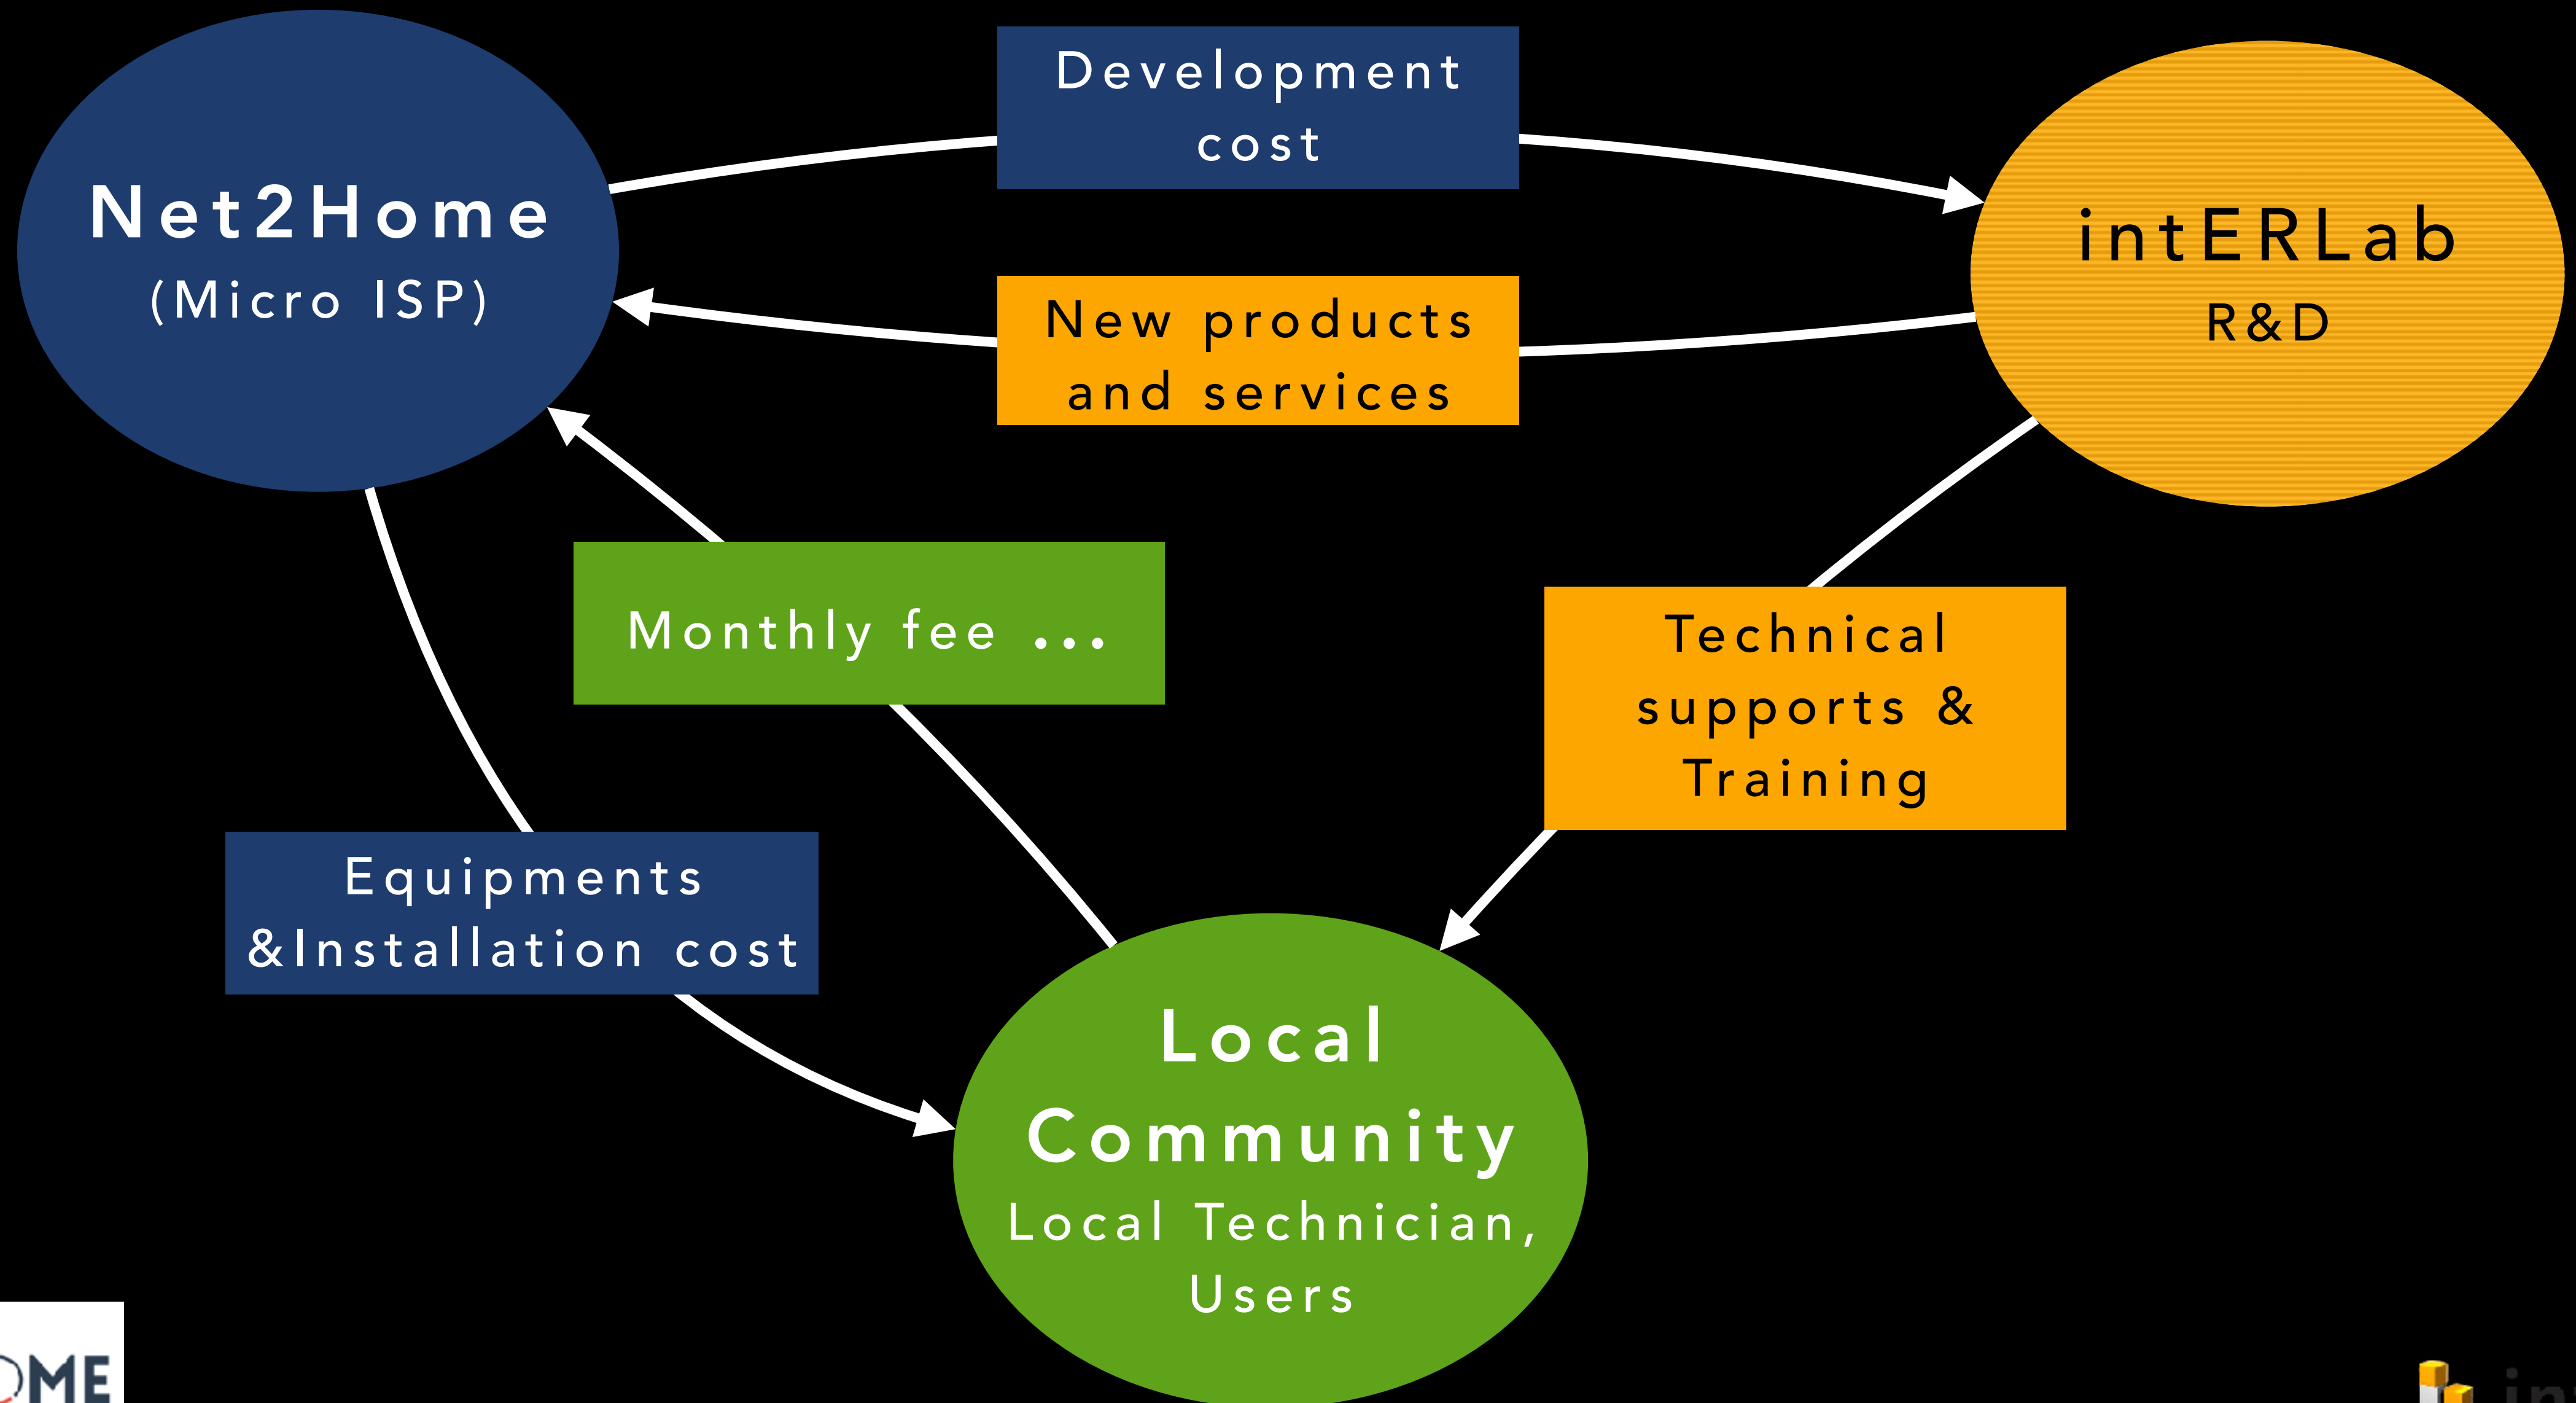 Net2Home
(Micro ISP)
Development
cost
New products
and services
intERLab
R&D
Monthly fee ...
Technical
supports &
Training
Equipments
&Installation cost
Local
Community
Local Technician,
Users